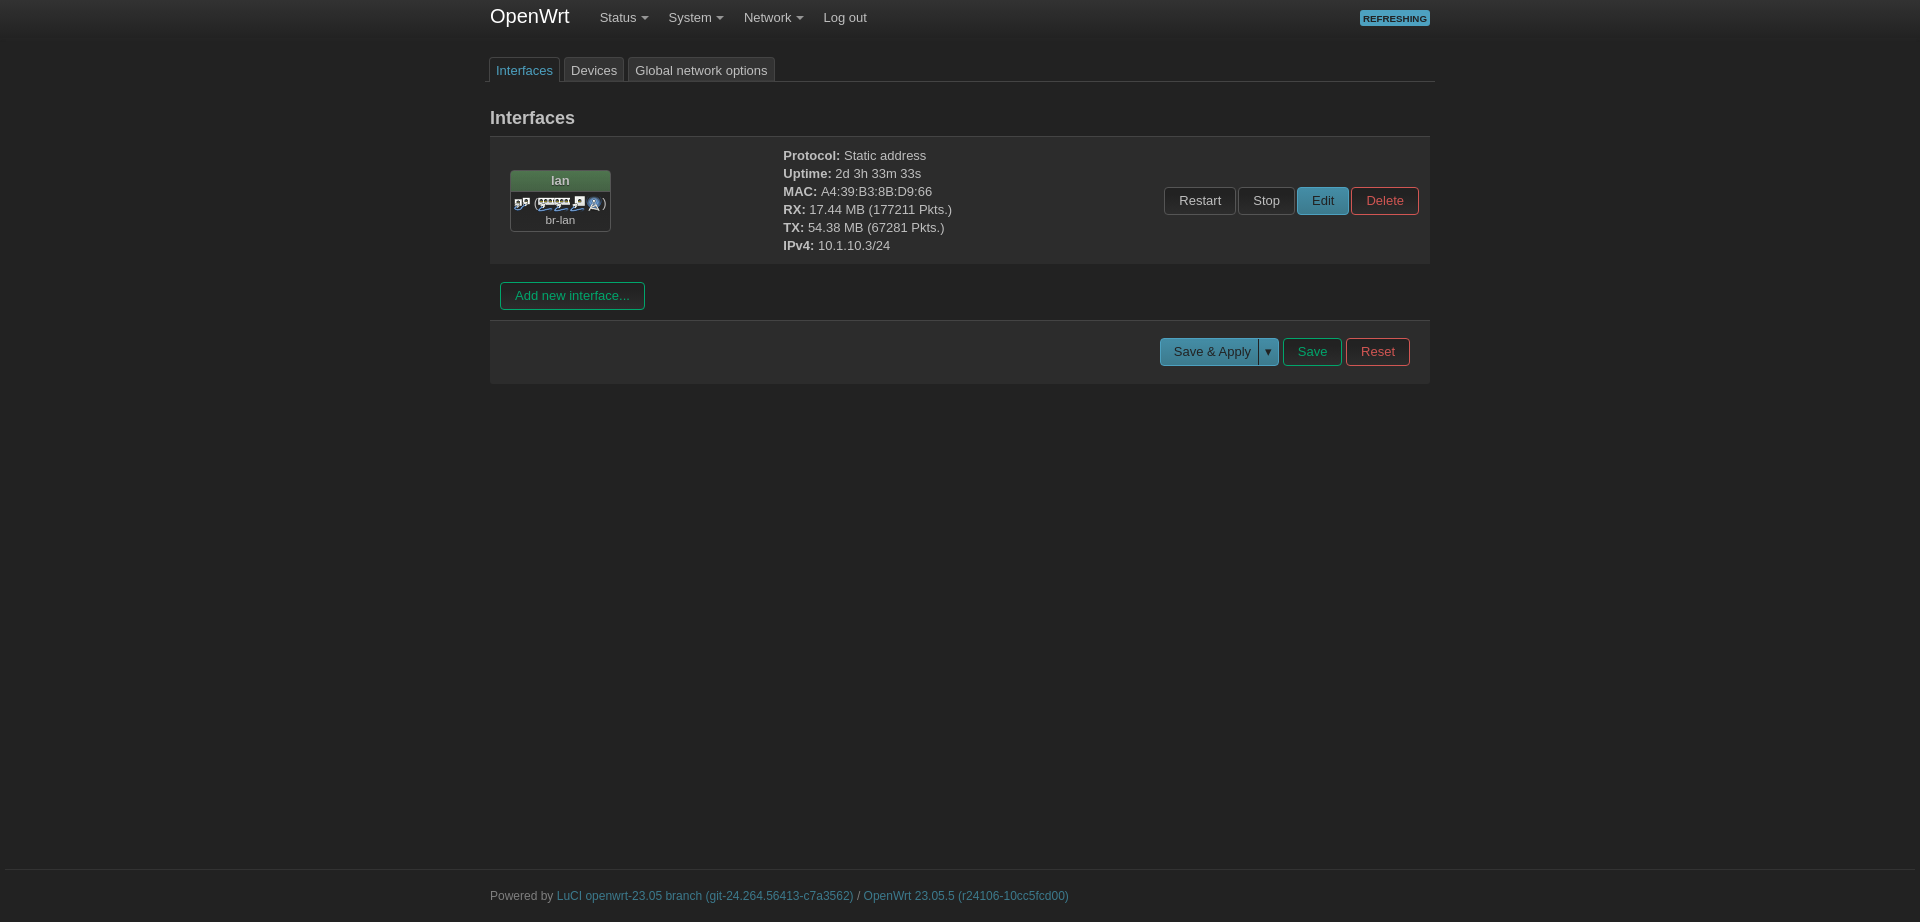 OpenWrt Status System Network Log out REFRESHING
Interfaces Devices Global network options
Interfaces
lan
br-lan
Protocol: Static address
Uptime: 2d 3h 33m 33s
MAC: A4:39:B3:8B:D9:66
RX: 17.44 MB (177211 Pkts.)
TX: 54.38 MB (67281 Pkts.)
IPv4: 10.1.10.3/24
Restart Stop Edit Delete
Add new interface...
Save & Apply ▾ Save Reset
Powered by LuCI openwrt-23.05 branch (git-24.264.56413-c7a3562) / OpenWrt 23.05.5 (r24106-10cc5fcd00)